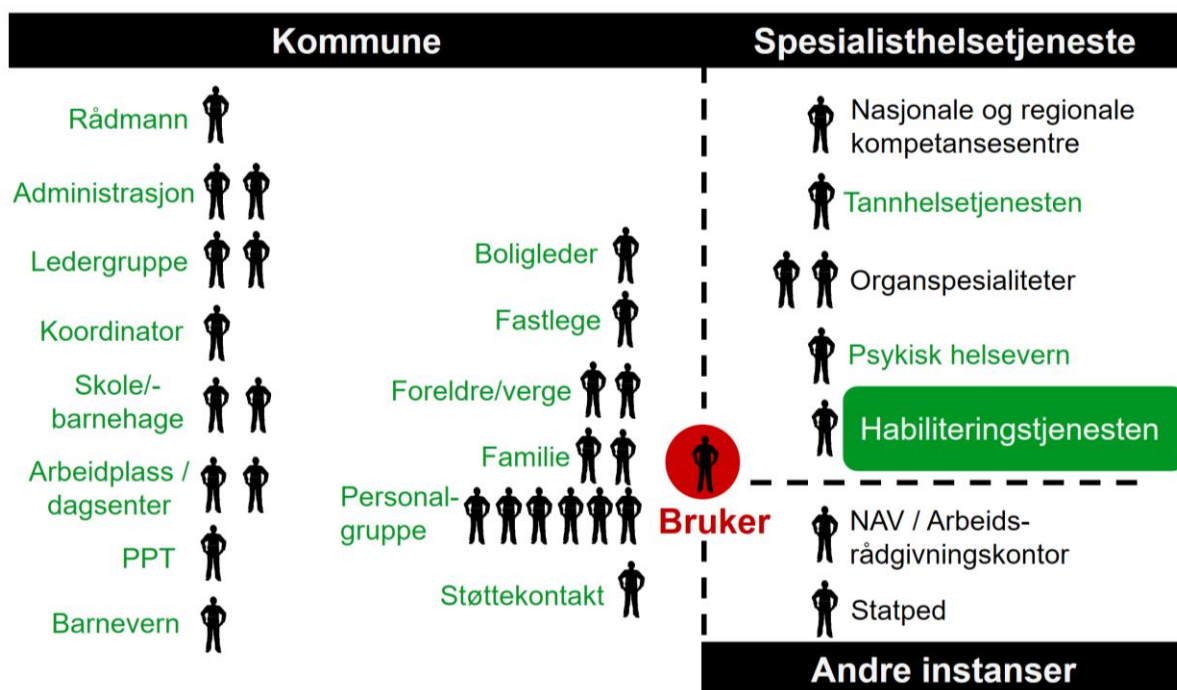 Kommune
Spesialisthelsetjeneste
Rådmann
Administrasjon
Ledergruppe
Koordinator
Skole/-
barnehage
Arbeidplass /
dagsenter
PPT
Barnevern
Boligleder
Fastlege
Foreldre/verge
Familie
Personal-
gruppe
Støttekontakt
Bruker
Nasjonale og regionale
kompetansesentre
Tannhelsetjenesten
Organspesialiteter
Psykisk helsevern
Habiliteringstjenesten
NAV / Arbeids-
rådgivningskontor
Statped
Andre instanser